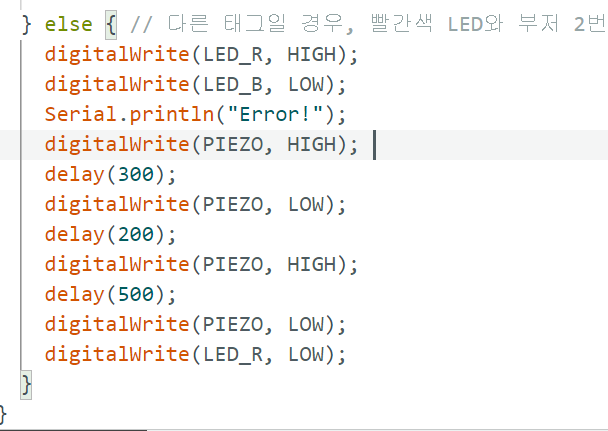 } else { // 다른 태그일 경우, 빨간색 LED와 부저 2번
digitalWrite(LED_R, HIGH);
digitalWrite(LED_B, LOW);
Serial.println("Error!");
digitalWrite(PIEZO, HIGH);
delay(300);
digitalWrite(PIEZO, LOW);
delay(200);
digitalWrite(PIEZO, HIGH);
delay(500);
digitalWrite(PIEZO, LOW);
digitalWrite(LED_R, LOW);
}
}